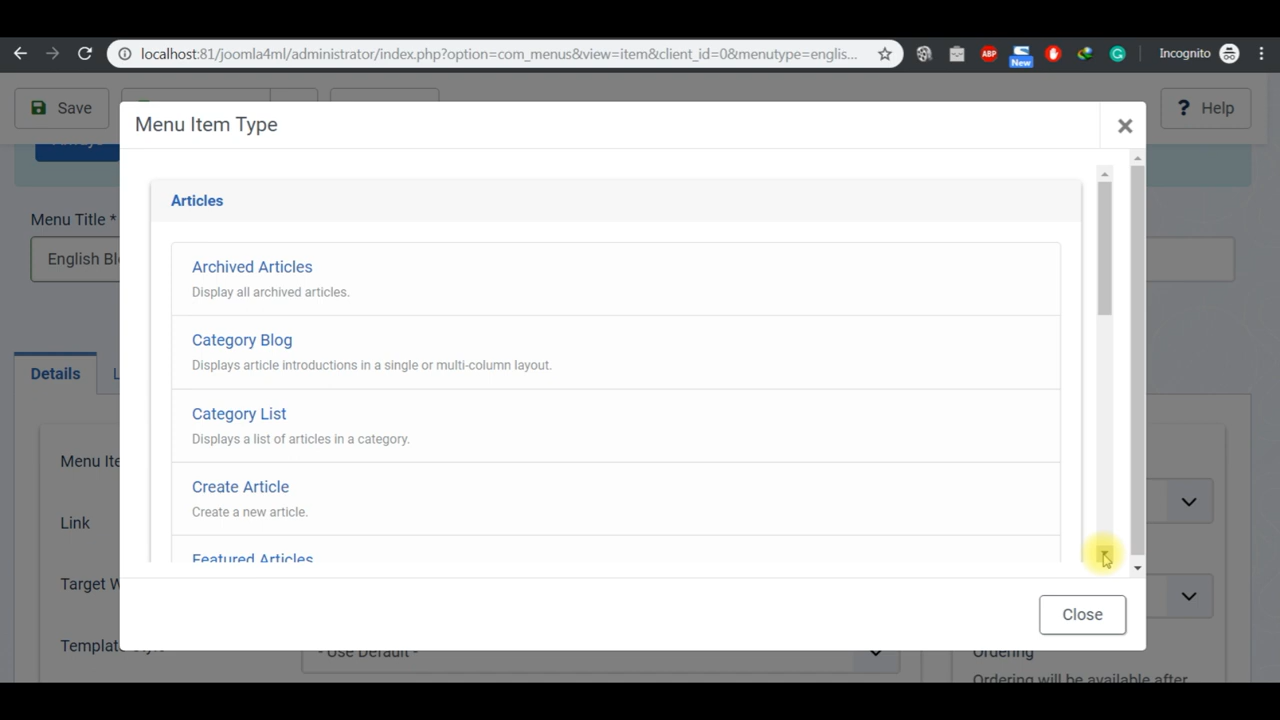 localhost:81/joomla4ml/administrator/index.php?option=com_menus&view=item&client_id=0&menutype=englis...
ABP
New
Incognito
Save
? Help
Menu Item Type
Menu Title *
English Bl
Articles
Archived Articles
Display all archived articles.
Category Blog
Displays article introductions in a single or multi-column layout.
Category List
Displays a list of articles in a category.
Create Article
Create a new article.
Featured Articles
Details
L
Menu Ite
Link
Target W
Template
- Use Default -
Close
Ordering
Ordering will be available after